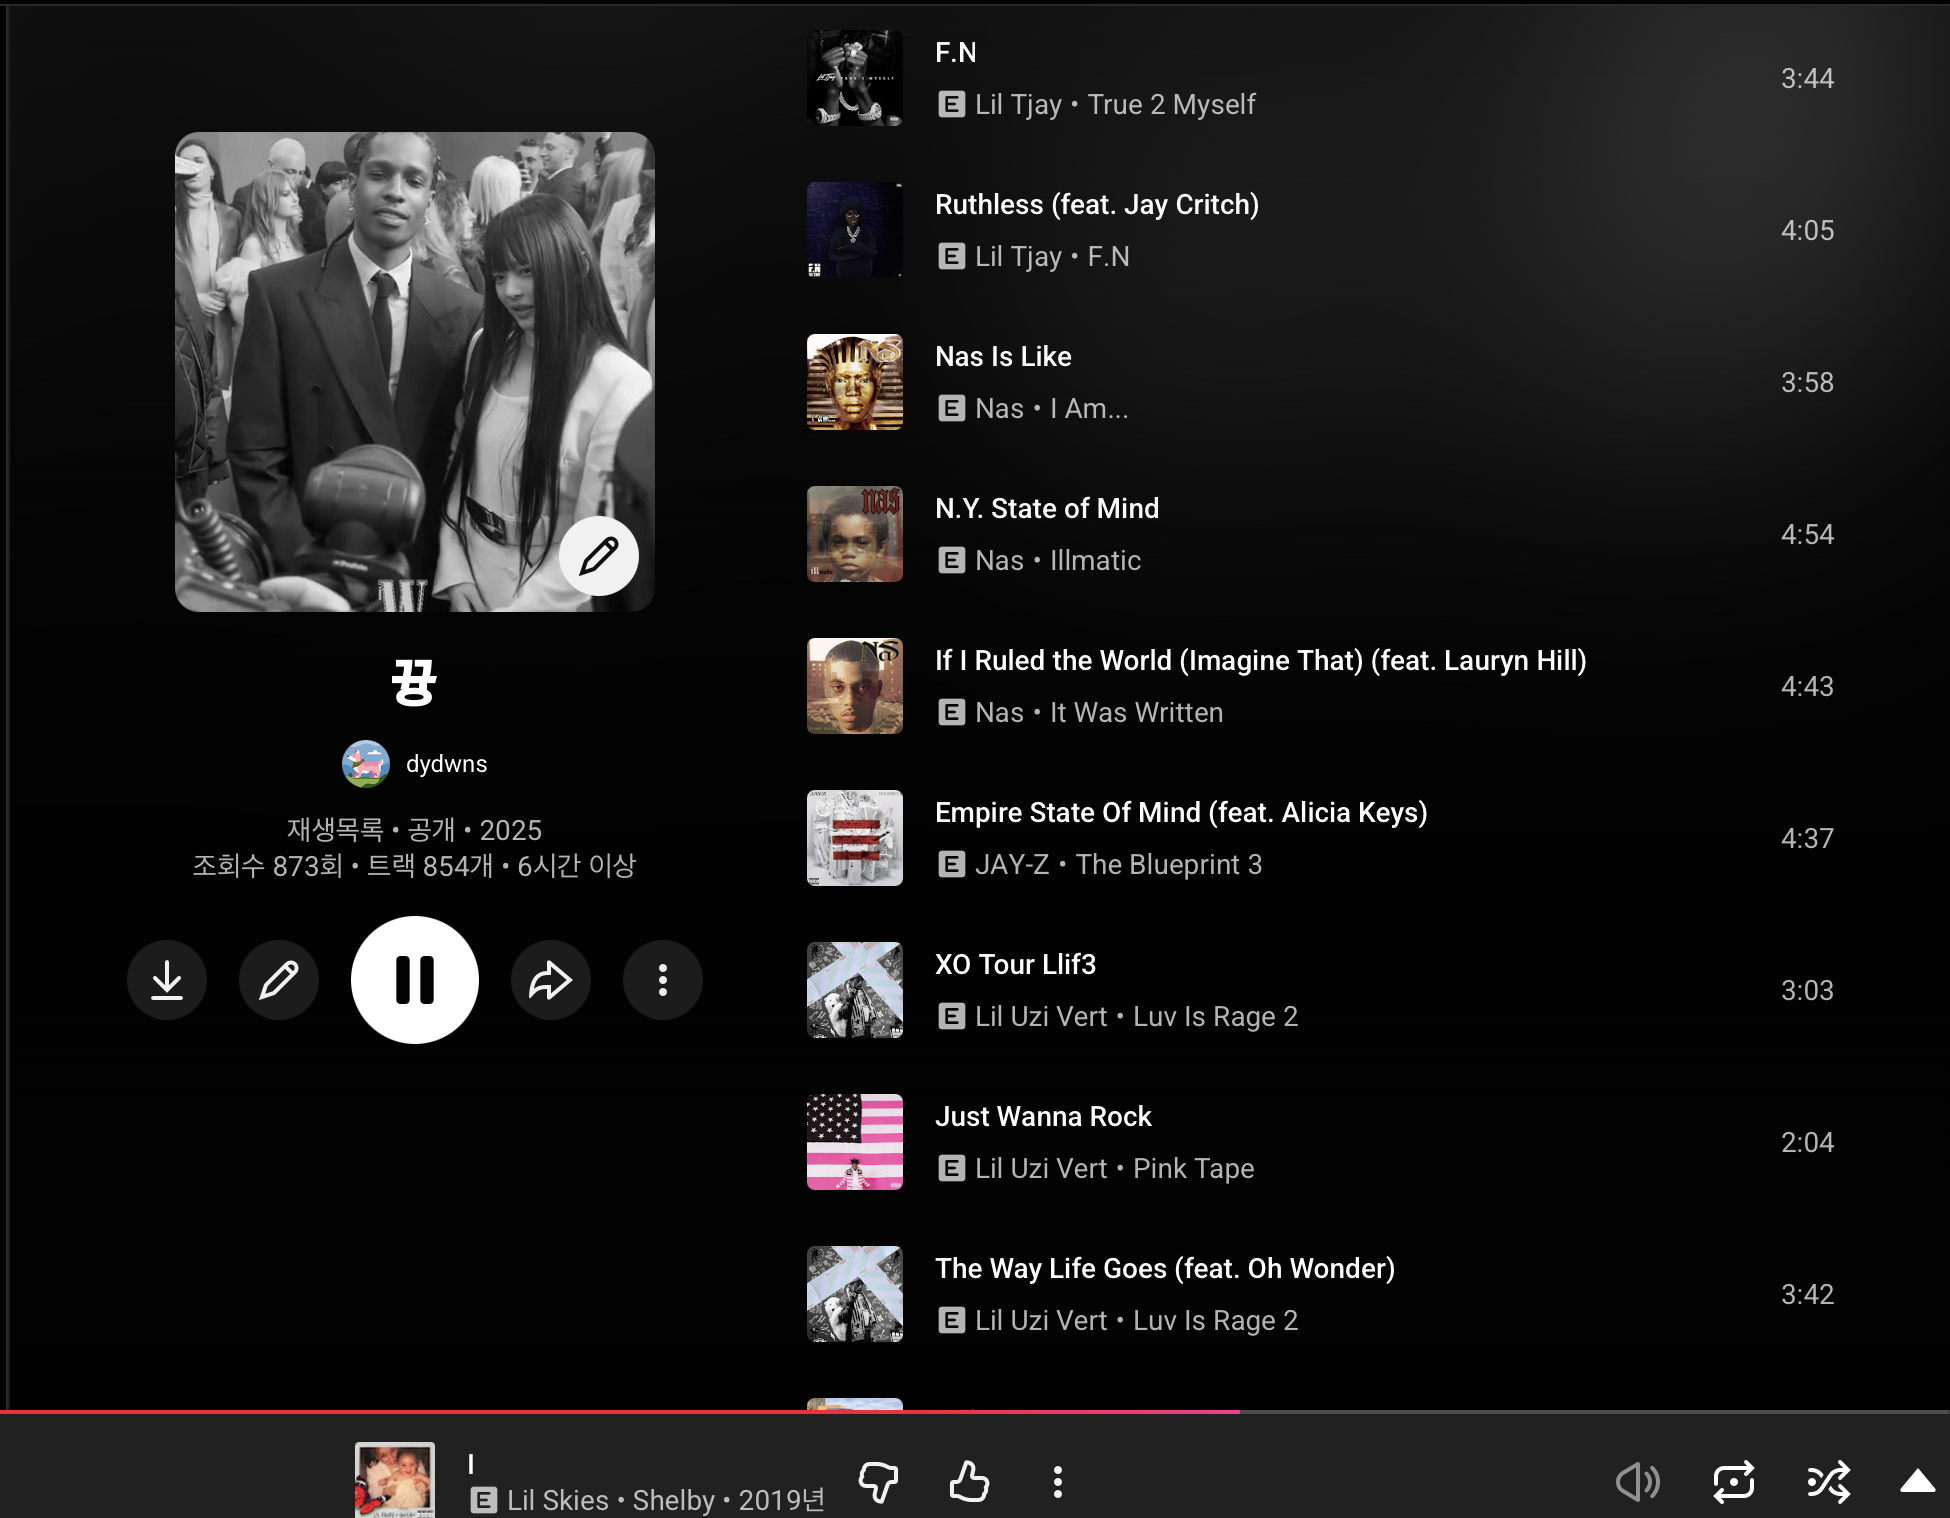 W
뀽
dydwns
재생목록 • 공개 • 2025
조회수 873회 • 트랙 854개 • 6시간 이상
F.N
E Lil Tjay • True 2 Myself
3:44
Ruthless (feat. Jay Critch)
E Lil Tjay • F.N
4:05
Nas Is Like
E Nas • I Am...
3:58
N.Y. State of Mind
E Nas • Illmatic
4:54
nas
If I Ruled the World (Imagine That) (feat. Lauryn Hill)
E Nas • It Was Written
4:43
Nas
Empire State Of Mind (feat. Alicia Keys)
E JAY-Z • The Blueprint 3
4:37
XO Tour Llif3
E Lil Uzi Vert • Luv Is Rage 2
3:03
Just Wanna Rock
E Lil Uzi Vert • Pink Tape
2:04
The Way Life Goes (feat. Oh Wonder)
E Lil Uzi Vert • Luv Is Rage 2
3:42
I
E Lil Skies • Shelby • 2019년